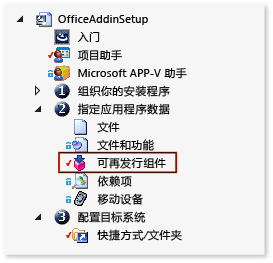 OfficeAddinSetup
入门
项目助手
Microsoft APP-V 助手
1 组织你的安装程序
2 指定应用程序数据
文件
文件和功能
可再发行组件
依赖项
移动设备
3 配置目标系统
快捷方式/文件夹